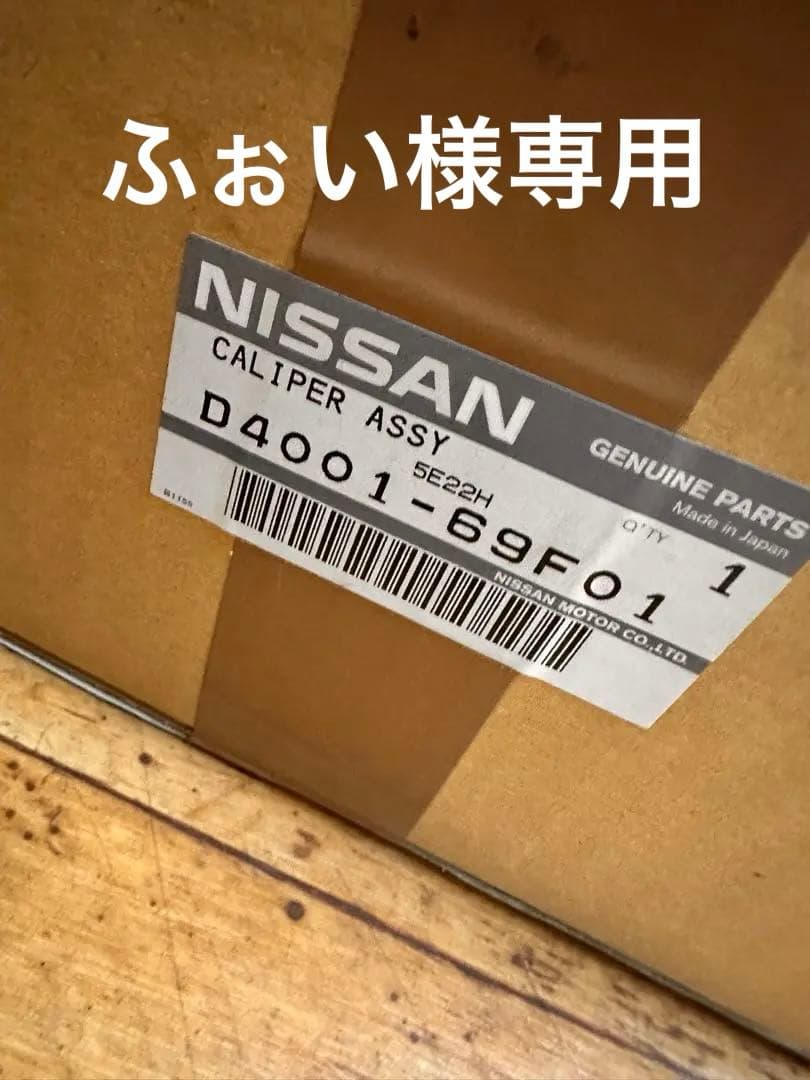 ふぉい様専用
NISSAN
CALIPER ASSY
GENUINE PARTS
Made in Japan
5E22H
D4001-69F01
Q'TY
1
NISSAN MOTOR CO.,LTD.